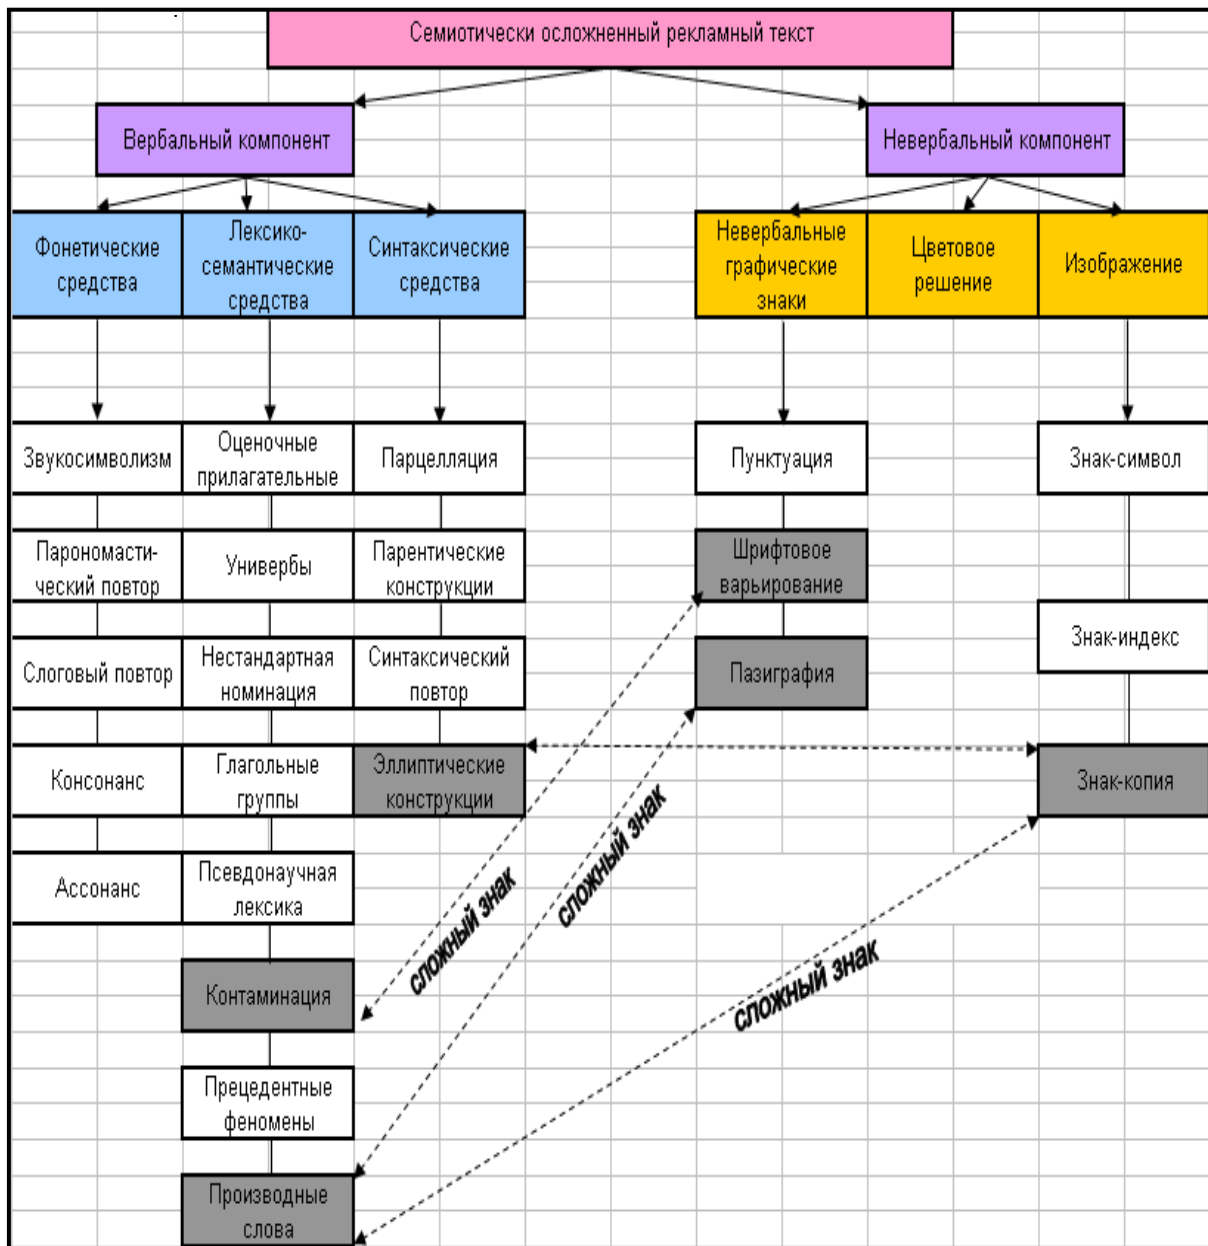 Семиотически осложненный рекламный текст
Вербальный компонент
Невербальный компонент
Фонетические
средства
Лексико-
семантические
средства
Синтаксические
средства
Невербальные
графические
знаки
Цветовое
решение
Изображение
Звукосимволизм
Оценочные
прилагательные
Парцелляция
Пунктуация
Знак-символ
Парономасти-
ческий повтор
Универбы
Парентические
конструкции
Шрифтовое
варьирование
Знак-индекс
Слоговый повтор
Нестандартная
номинация
Синтаксический
повтор
Пазиграфия
Консонанс
Глагольные
группы
Эллиптические
конструкции
Знак-копия
Ассонанс
Псевдонаучная
лексика
сложный знак
сложный знак
сложный знак
Контаминация
Прецедентные
феномены
Производные
слова